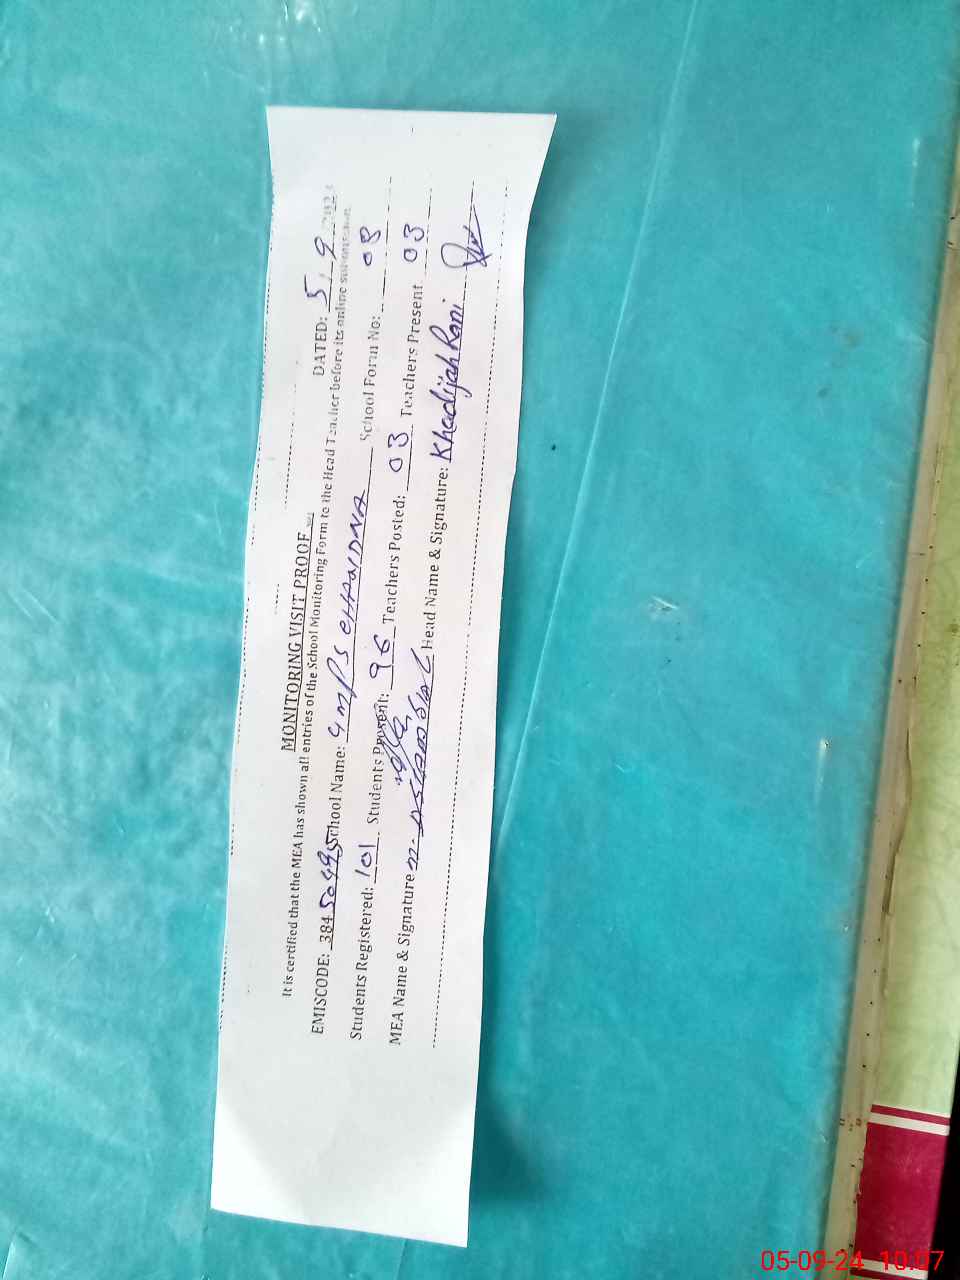 MONITORING VISIT PROOF
DATED: 5 . 9 .
It is certified that the MEA has shown all entries of the School Monitoring Form to the Head Teacher before its online submission.
EMISCODE: 38450495 School Name: GMPS CHANDNA School Form No: 08
Students Registered: 101 Students Present: 96 Teachers Posted: 03 Teachers Present 03
MEA Name & Signature M. Head Name & Signature: Khadijah Rani
05-09-24 10:07